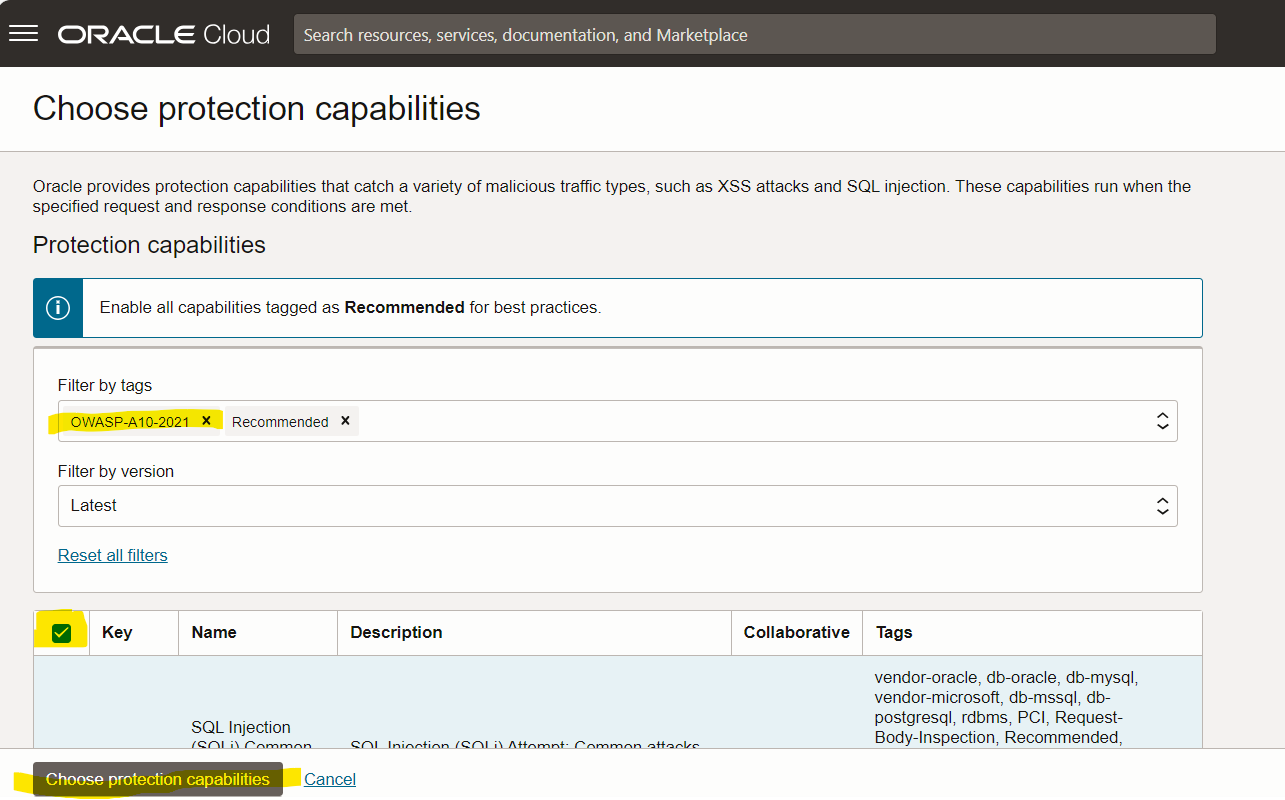 ORACLE Cloud
Search resources, services, documentation, and Marketplace
Choose protection capabilities
Oracle provides protection capabilities that catch a variety of malicious traffic types, such as XSS attacks and SQL injection. These capabilities run when the
specified request and response conditions are met.
Protection capabilities
Enable all capabilities tagged as Recommended for best practices.
Filter by tags
OWASP-A10-2021 × Recommended ×
Filter by version
Latest
Reset all filters
Key Name Description Collaborative Tags
vendor-oracle, db-oracle, db-mysql,
vendor-microsoft, db-mssql, db-
postgresql, rdbms, PCI, Request-
Body-Inspection, Recommended,
SQL Injection
(SQLi) Common
SQL Injection (SQLi) Attempt: Common attacks
Choose protection capabilities Cancel